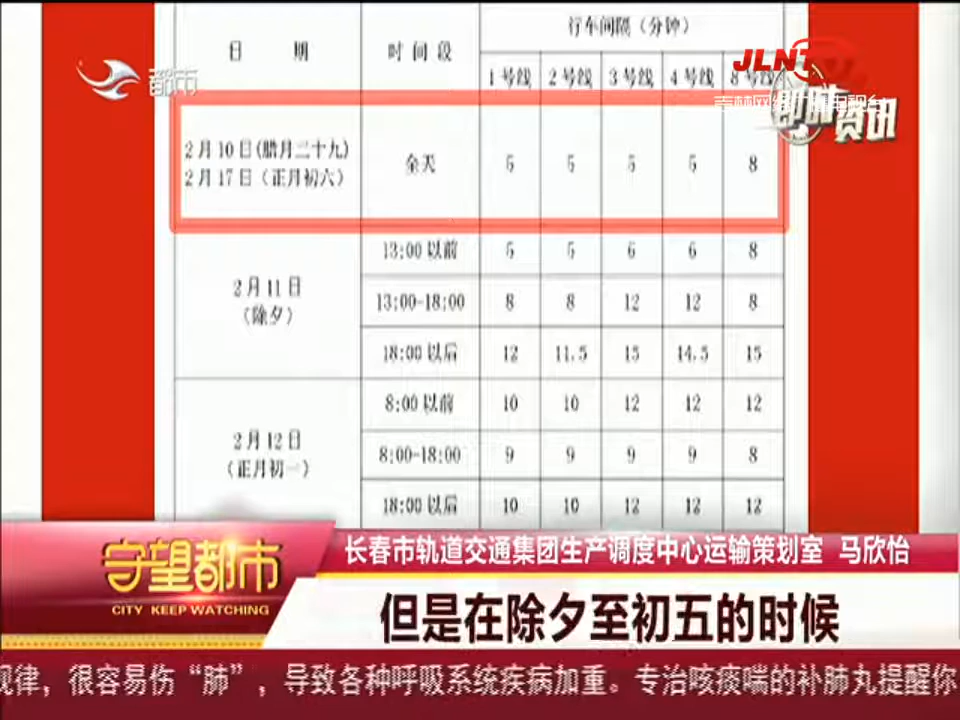 行车间隔（分钟）
日 期 时间段
1号线 2号线 3号线 4号线 8号线
JLNTV
都市
即时资讯
2月10日(腊月二十九)
2月17日（正月初六） 全天 5 5 5 5 8
13:00以前 5 5 6 6 8
2月11日
（除夕）
13:00-18:00 8 8 12 12 8
18:00以后 12 11.5 15 14.5 15
8:00以前 10 10 12 12 12
2月12日
（正月初一）
8:00-18:00 9 9 9 9 8
18:00以后 10 10 12 12 12
守望都市
CITY KEEP WATCHING
长春市轨道交通集团生产调度中心运输策划室 马欣怡
但是在除夕至初五的时候
规律，很容易伤“肺”，导致各种呼吸系统疾病加重。专治咳痰喘的补肺丸提醒你